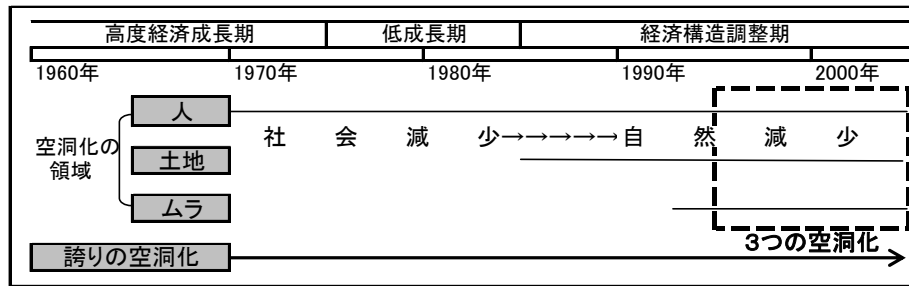 高度経済成長期 低成長期 経済構造調整期
1960年 1970年 1980年 1990年 2000年
人
社会減少→→→→→自然減少
空洞化の
領域
土地
ムラ
3つの空洞化
誇りの空洞化